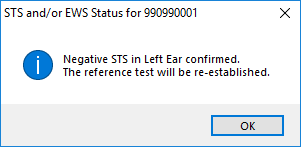 STS and/or EWS Status for 990990001
Negative STS in Left Ear confirmed.
The reference test will be re-established.
OK